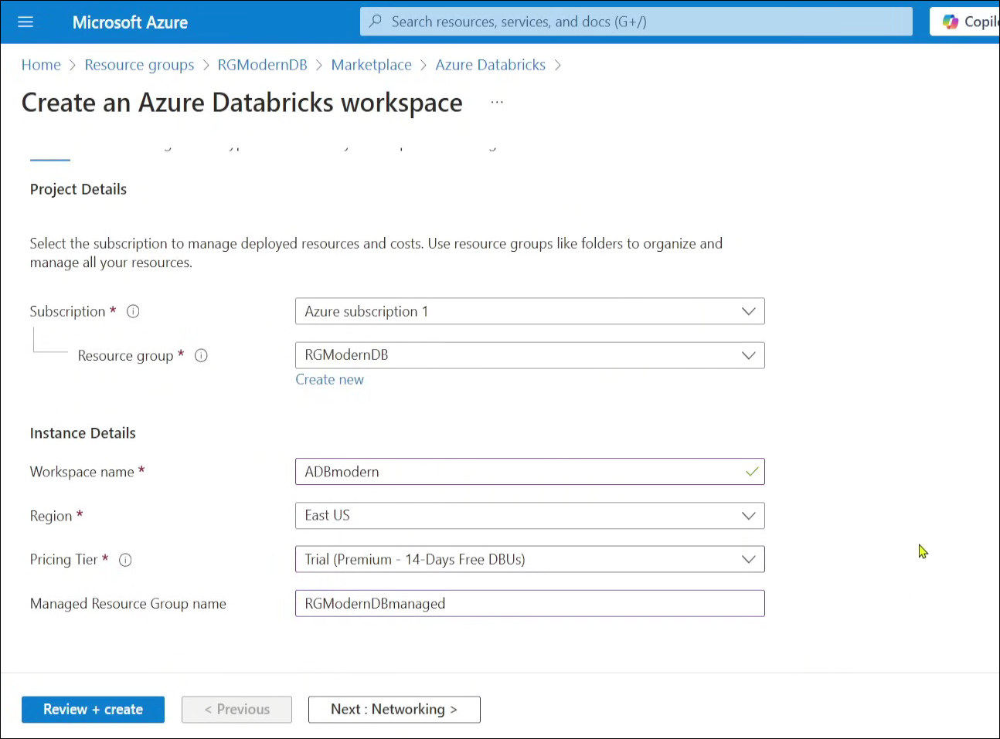 Microsoft Azure
Search resources, services, and docs (G+/)
Home > Resource groups > RGModernDB > Marketplace > Azure Databricks >
Create an Azure Databricks workspace ...
Project Details
Select the subscription to manage deployed resources and costs. Use resource groups like folders to organize and
manage all your resources.
Subscription *
Azure subscription 1
Resource group *
RGModernDB
Create new
Instance Details
Workspace name *
ADBmodern
Region *
East US
Pricing Tier *
Trial (Premium - 14-Days Free DBUs)
Managed Resource Group name
RGModernDBmanaged
Review + create
< Previous
Next : Networking >